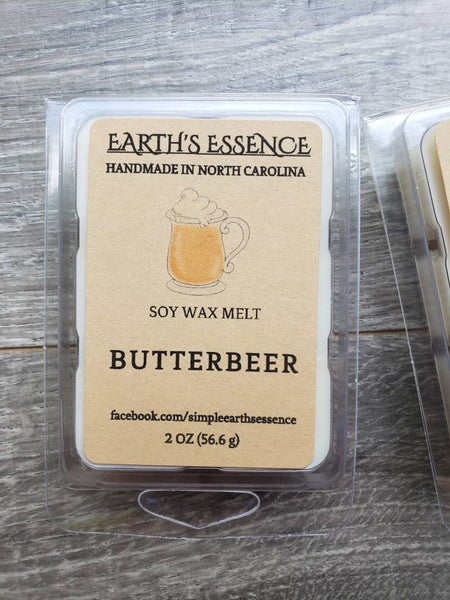 EARTH'S ESSENCE
HANDMADE IN NORTH CAROLINA
SOY WAX MELT
BUTTERBEER
facebook.com/simpleearthsessence
2 OZ (56.6 g)